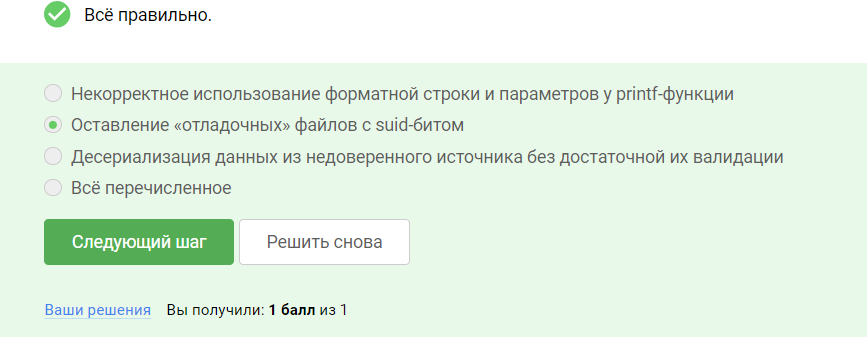 Всё правильно.
Некорректное использование форматной строки и параметров у printf-функции
Оставление «отладочных» файлов с suid-битом
Десериализация данных из недоверенного источника без достаточной их валидации
Всё перечисленное
Следующий шаг Решить снова
Ваши решения Вы получили: 1 балл из 1